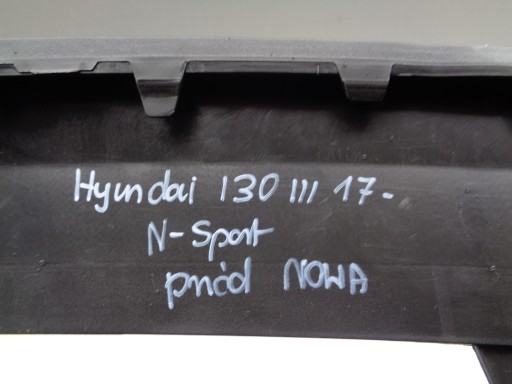 Hyundai I30 III 17-
N-Sport
przód NOWA